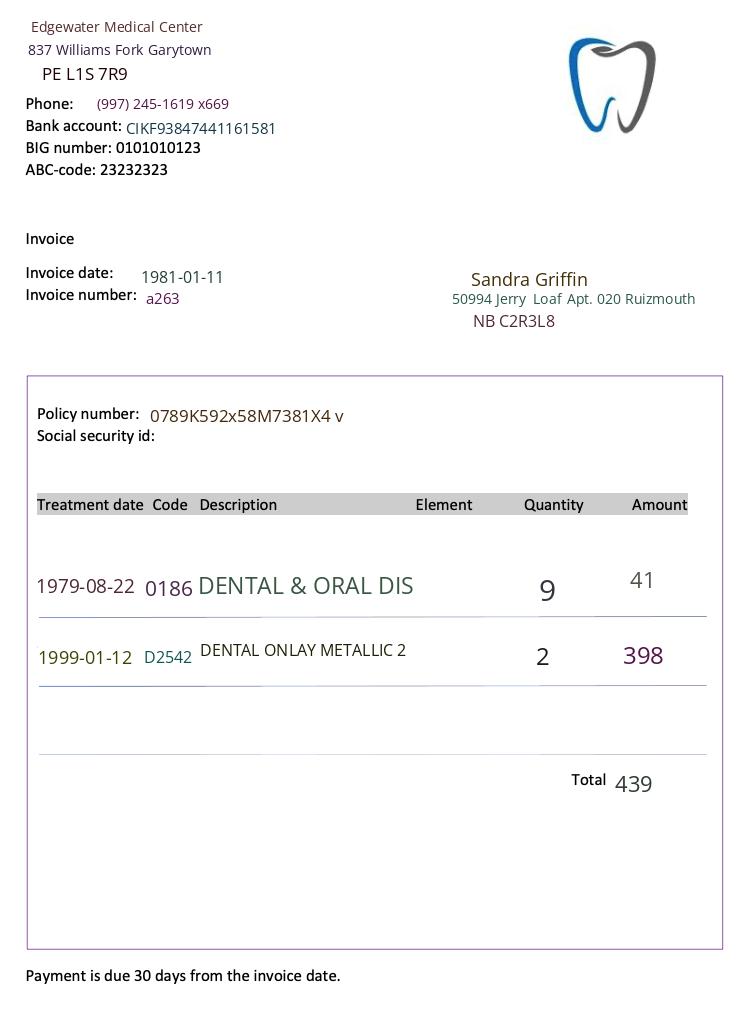 Edgewater Medical Center
837 Williams Fork Garytown
PE L1S 7R9
Phone: (997) 245-1619 x669
Bank account: CIKF93847441161581
BIG number: 0101010123
ABC-code: 23232323
Invoice
Invoice date: 1981-01-11
Invoice number: a263
Sandra Griffin
50994 Jerry Loaf Apt. 020 Ruizmouth
NB C2R3L8
Policy number: 0789K592x58M7381X4 v
Social security id:
Treatment date Code Description Element Quantity Amount
1979-08-22 0186 DENTAL & ORAL DIS 9 41
1999-01-12 D2542 DENTAL ONLAY METALLIC 2 2 398
Total 439
Payment is due 30 days from the invoice date.